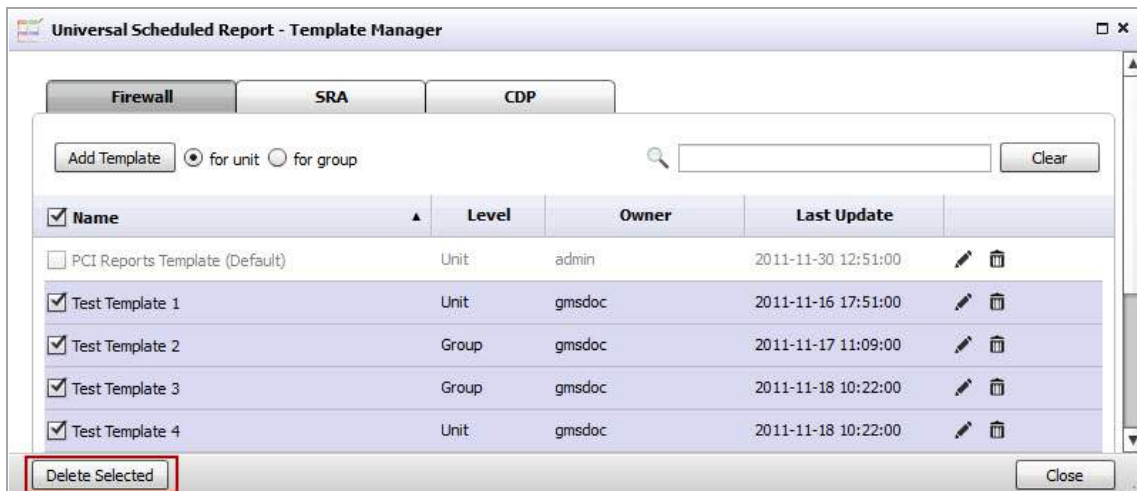 Universal Scheduled Report - Template Manager
Firewall SRA CDP
Add Template for unit for group Clear
Name Level Owner Last Update
PCI Reports Template (Default) Unit admin 2011-11-30 12:51:00
Test Template 1 Unit gmsdoc 2011-11-16 17:51:00
Test Template 2 Group gmsdoc 2011-11-17 11:09:00
Test Template 3 Group gmsdoc 2011-11-18 10:22:00
Test Template 4 Unit gmsdoc 2011-11-18 10:22:00
Delete Selected Close